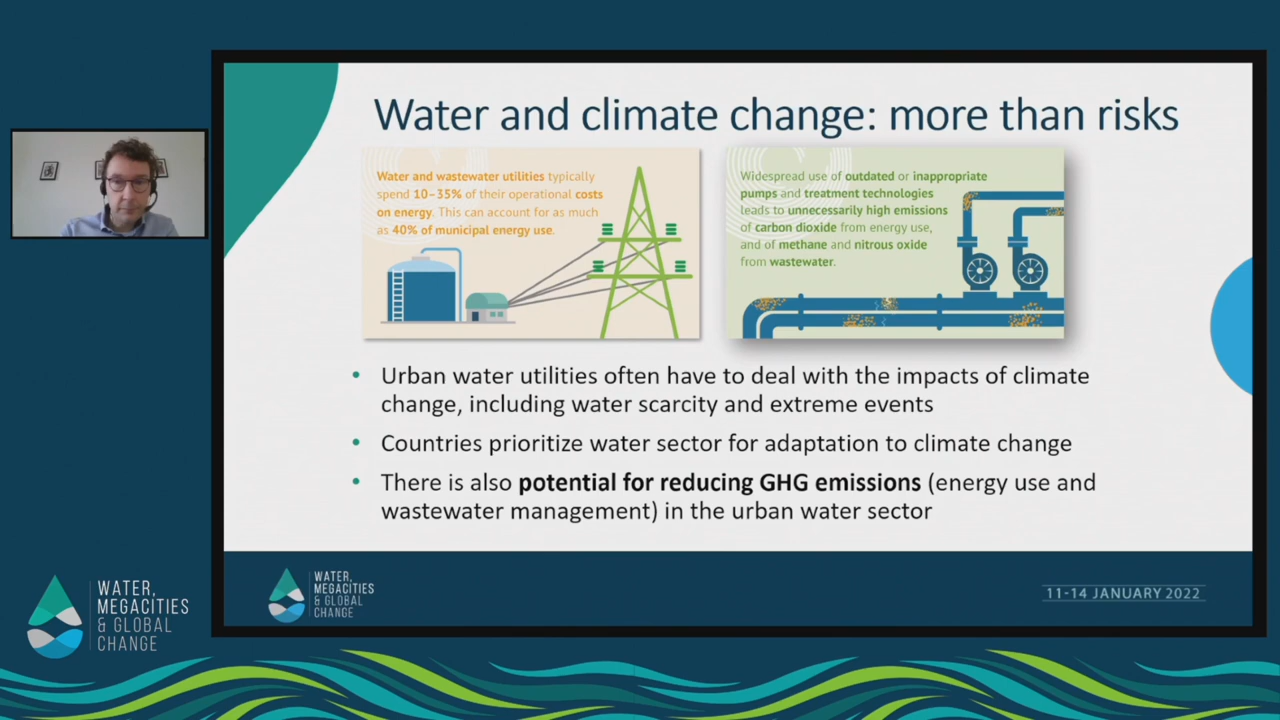 Water and climate change: more than risks
Water and wastewater utilities typically
spend 10–35% of their operational costs
on energy. This can account for as much
as 40% of municipal energy use.
Widespread use of outdated or inappropriate
pumps and treatment technologies
leads to unnecessarily high emissions
of carbon dioxide from energy use,
and of methane and nitrous oxide
from wastewater.
• Urban water utilities often have to deal with the impacts of climate
change, including water scarcity and extreme events
• Countries prioritize water sector for adaptation to climate change
• There is also potential for reducing GHG emissions (energy use and
wastewater management) in the urban water sector
WATER,
MEGACITIES
& GLOBAL
CHANGE
11-14 JANUARY 2022
WATER,
MEGACITIES
& GLOBAL
CHANGE